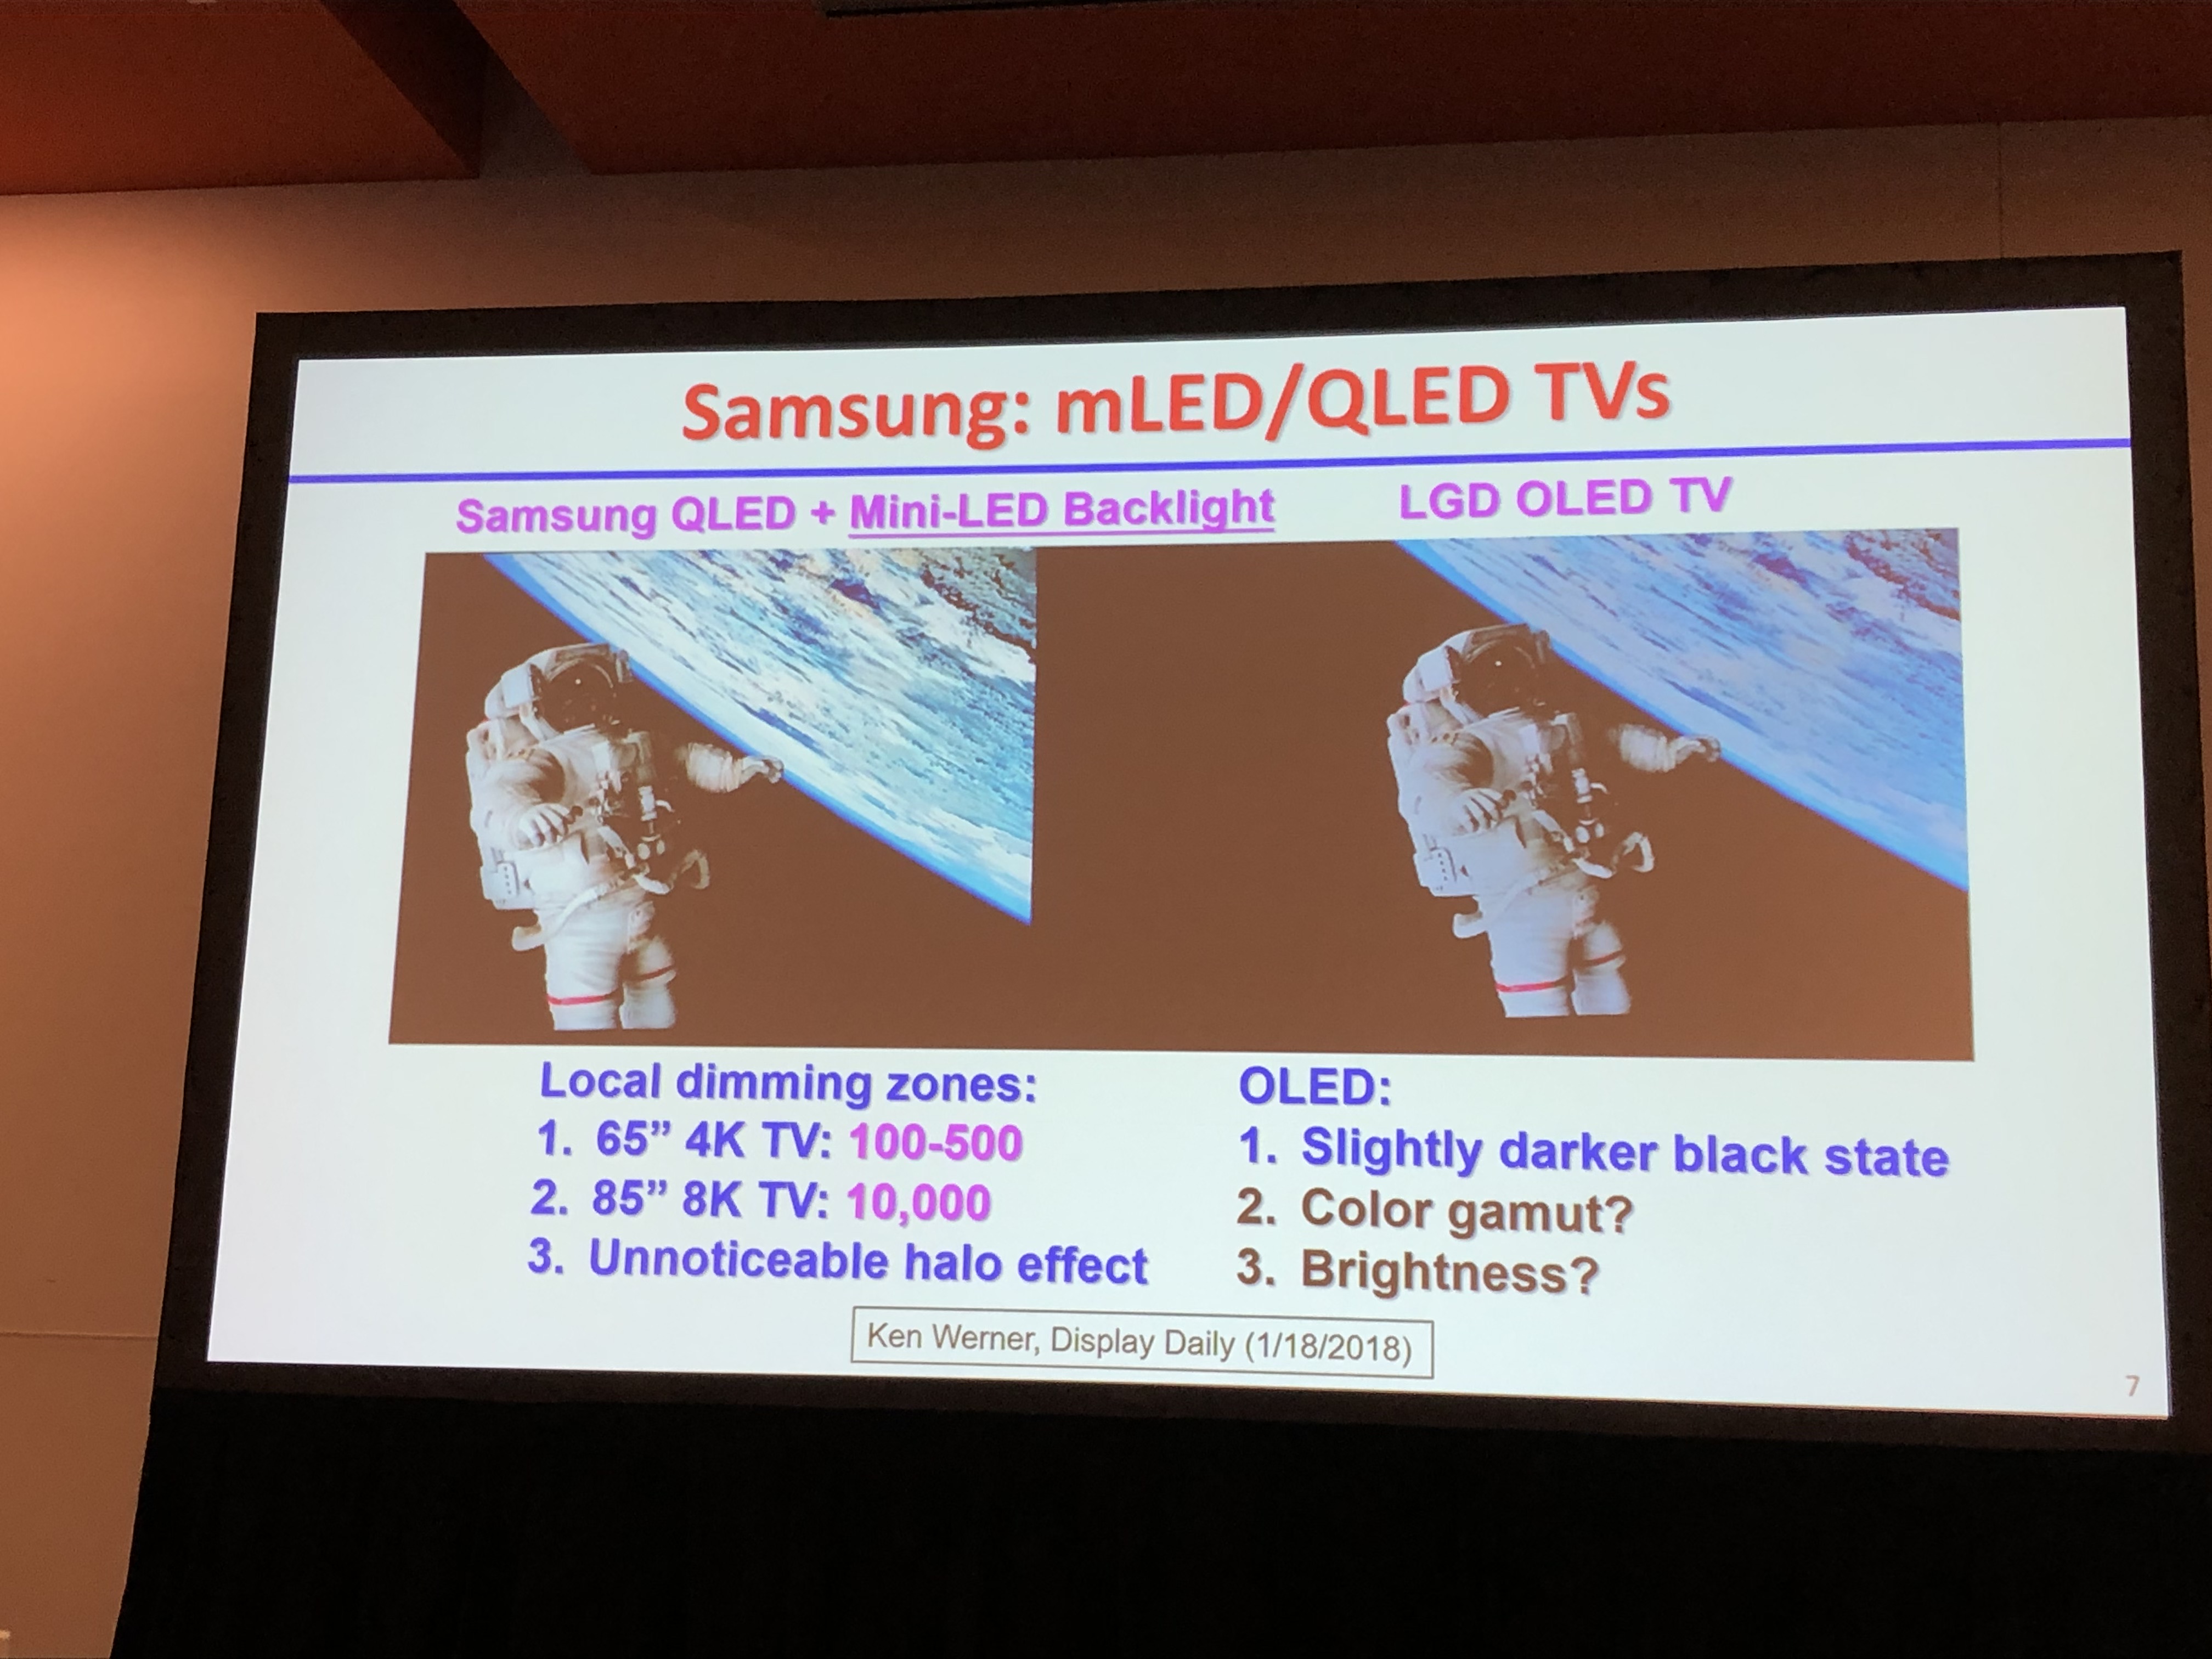 Samsung: mLED/QLED TVs
Samsung QLED + Mini-LED Backlight
LGD OLED TV
Local dimming zones:
1. 65” 4K TV: 100-500
2. 85” 8K TV: 10,000
3. Unnoticeable halo effect
OLED:
1. Slightly darker black state
2. Color gamut?
3. Brightness?
Ken Werner, Display Daily (1/18/2018)
7